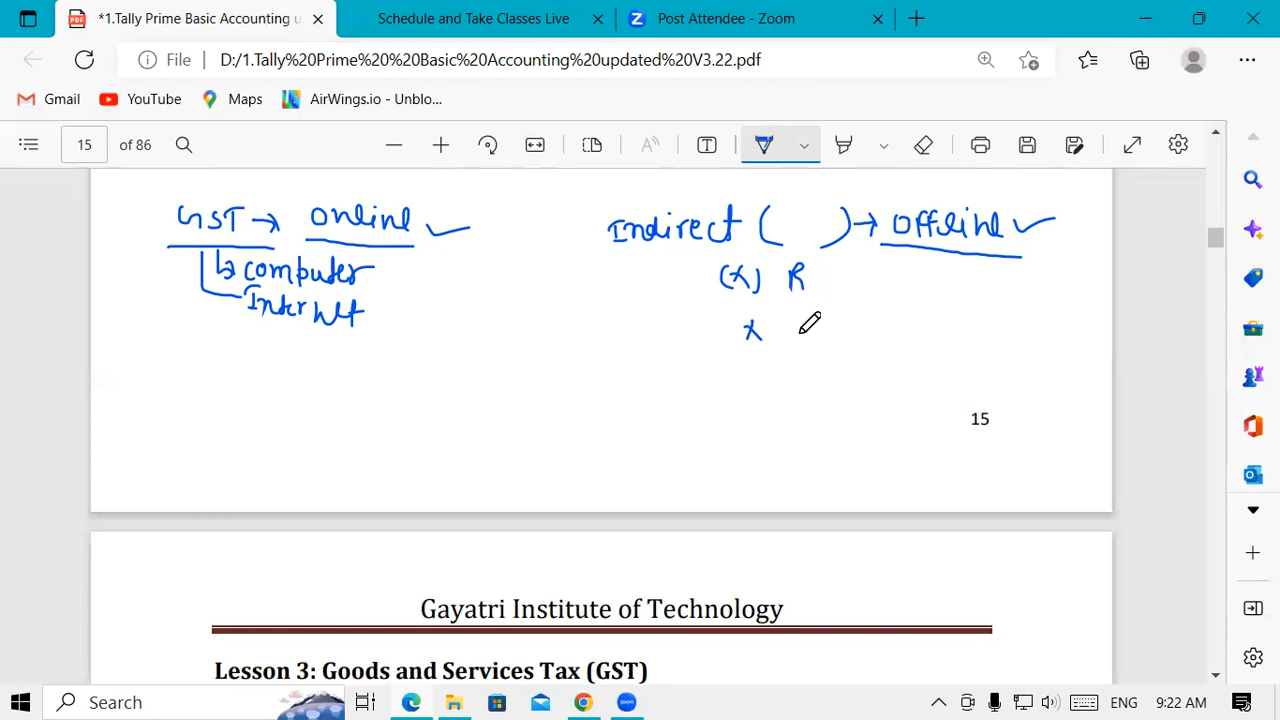 *1.Tally Prime Basic Accounting u
Schedule and Take Classes Live
Post Attendee - Zoom
File D:/1.Tally%20Prime%20%20Basic%20Accounting%20updated%20V3.22.pdf
Gmail YouTube Maps AirWings.io - Unblo...
15 of 86
GST → online
Indirect ( ) → Offline
computer
Internet
(x) R
x
15
Gayatri Institute of Technology
Lesson 3: Goods and Services Tax (GST)
Search
ENG 9:22 AM